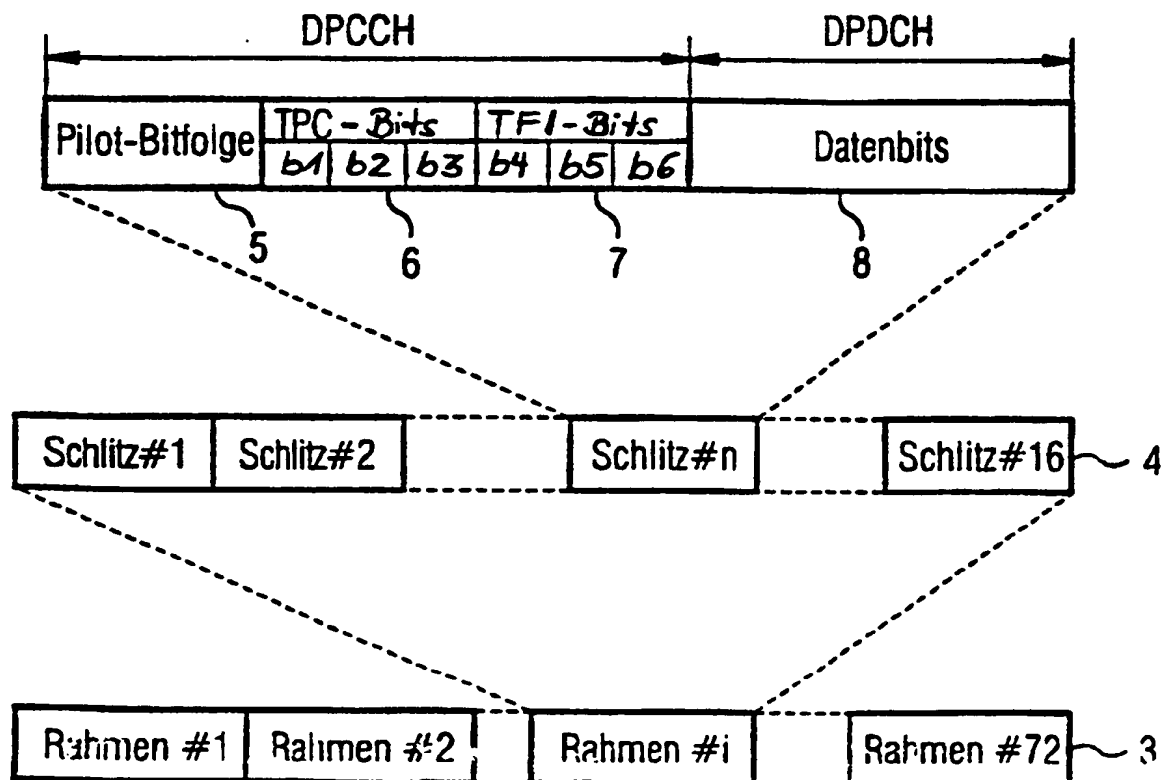 DPCCH DPDCH
Pilot-Bitfolge TPC-Bits TFI-Bits Datenbits
b1 b2 b3 b4 b5 b6
5 6 7 8
Schlitz#1 Schlitz#2 Schlitz#n Schlitz#16 4
Rahmen #1 Rahmen #2 Rahmen #i Rahmen #72 3